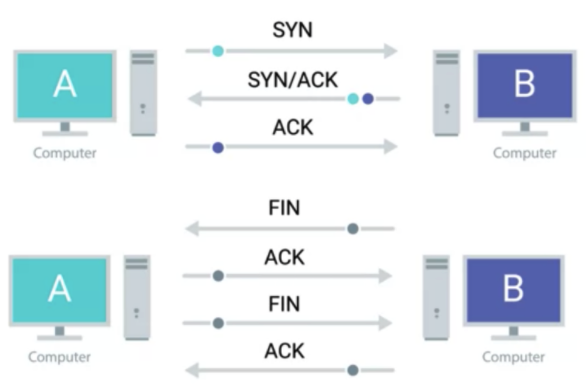 SYN
A
SYN/ACK
B
ACK
Computer
Computer
FIN
ACK
A
FIN
B
ACK
Computer
Computer